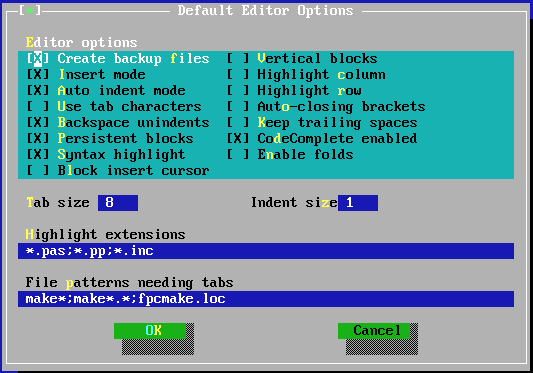 [■] Default Editor Options
Editor options
[X] Create backup files [ ] Vertical blocks
[X] Insert mode [ ] Highlight column
[X] Auto indent mode [ ] Highlight row
[ ] Use tab characters [ ] Auto-closing brackets
[X] Backspace unindents [ ] Keep trailing spaces
[X] Persistent blocks [X] CodeComplete enabled
[X] Syntax highlight [ ] Enable folds
[ ] Block insert cursor
Tab size 8 Indent size 1
Highlight extensions
*.pas;*.pp;*.inc
File patterns needing tabs
make*;make*.*;fpcmake.loc
OK Cancel